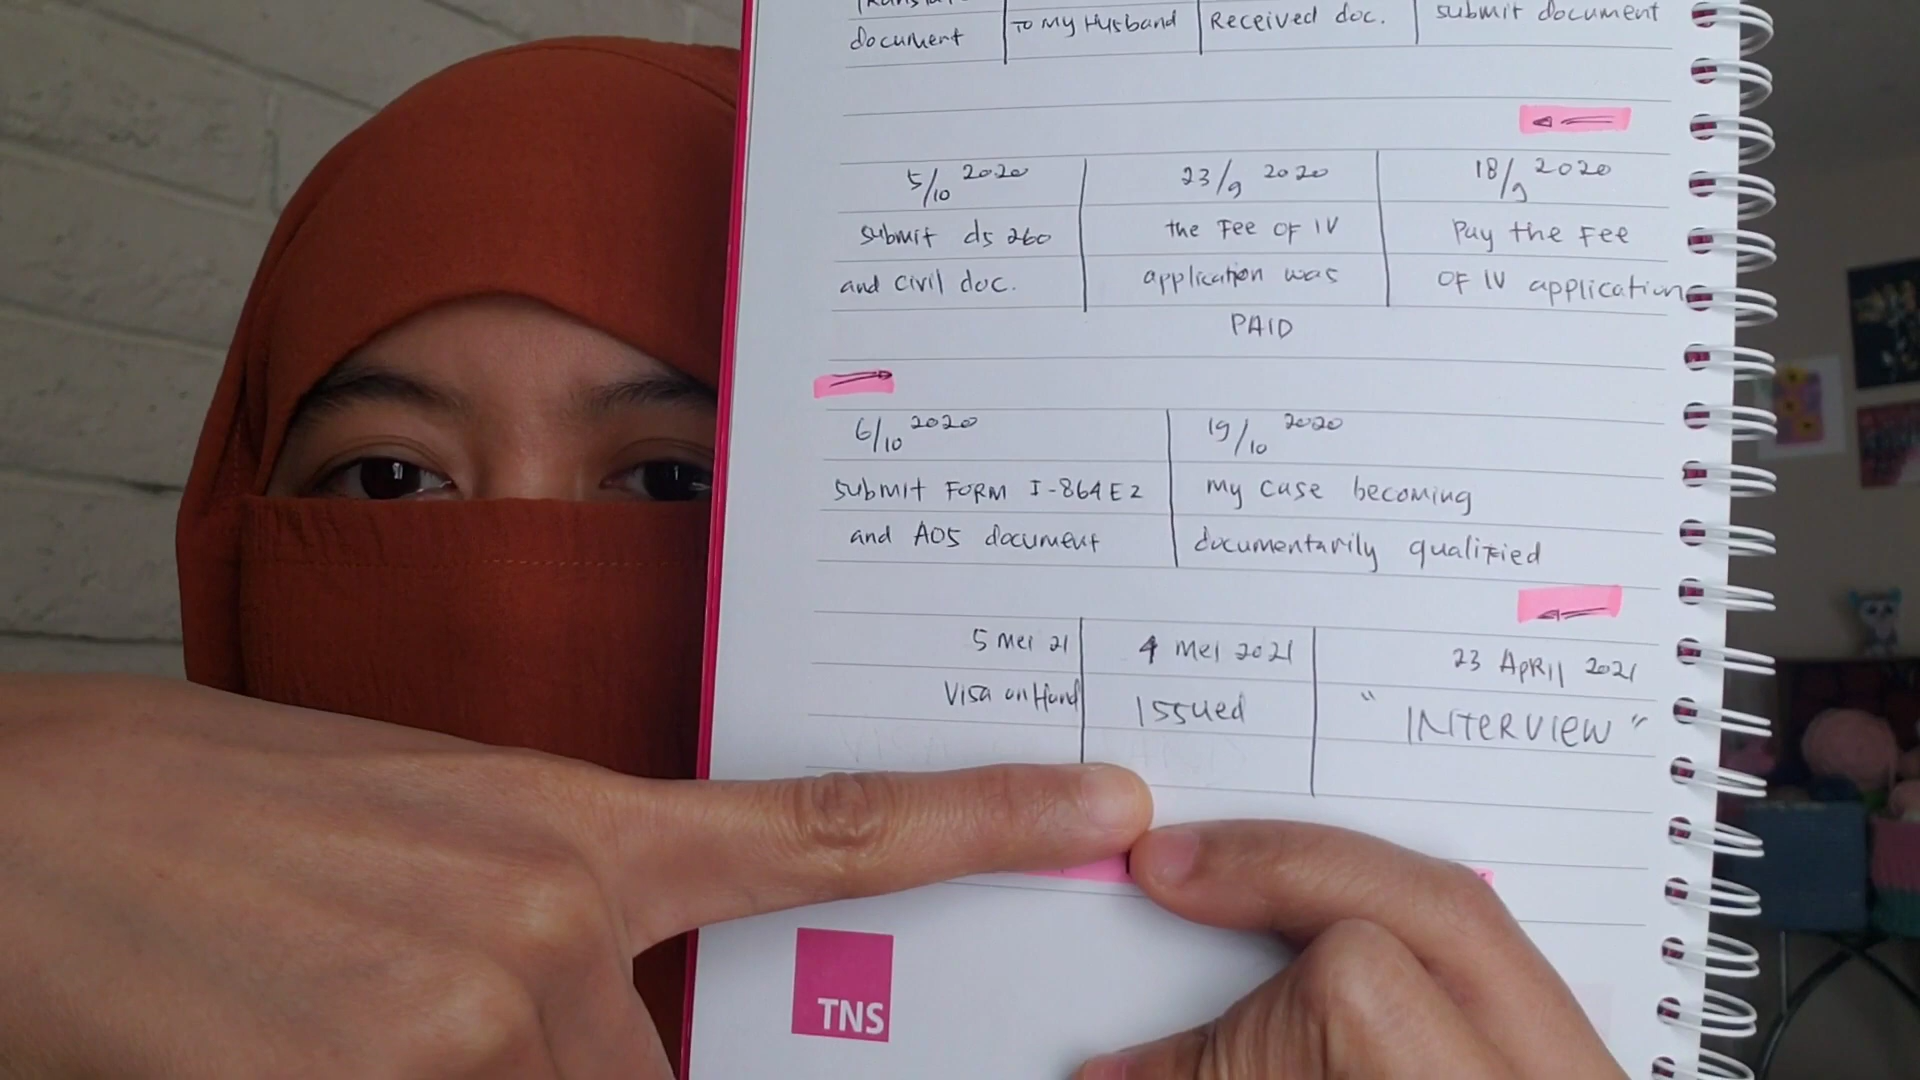 document
To My Husband
Received doc.
submit document
5/10 2020
submit ds 260
and civil doc.
23/9 2020
the Fee OF IV
application was
PAID
18/9 2020
Pay the Fee
OF IV application
6/10 2020
submit FORM I-864 EZ
and AOS document
19/10 2020
my case becoming
documentarily qualified
5 Mei 21
Visa on Hand
4 Mei 2021
Issued
23 April 2021
"INTERVIEW"
TNS